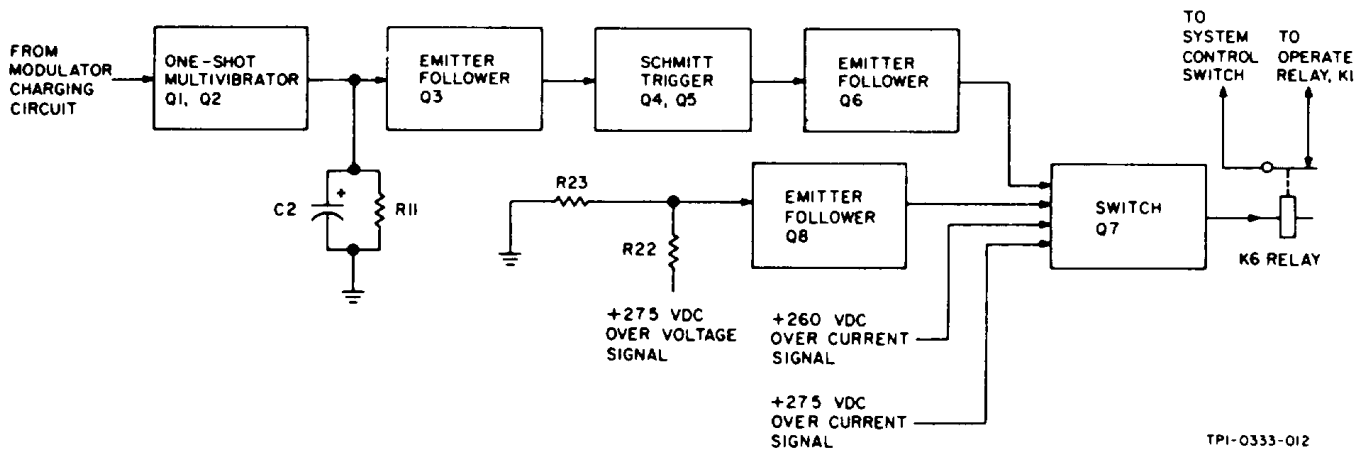 FROM
MODULATOR
CHARGING
CIRCUIT
ONE-SHOT
MULTIVIBRATOR
Q1, Q2
EMITTER
FOLLOWER
Q3
SCHMITT
TRIGGER
Q4, Q5
EMITTER
FOLLOWER
Q6
TO
SYSTEM
CONTROL
SWITCH
TO
OPERATE
RELAY, K1
C2
+
R11
R23
R22
+275 VDC
OVER VOLTAGE
SIGNAL
EMITTER
FOLLOWER
Q8
SWITCH
Q7
K6 RELAY
+260 VDC
OVER CURRENT
SIGNAL
+275 VDC
OVER CURRENT
SIGNAL
TPI-0333-012